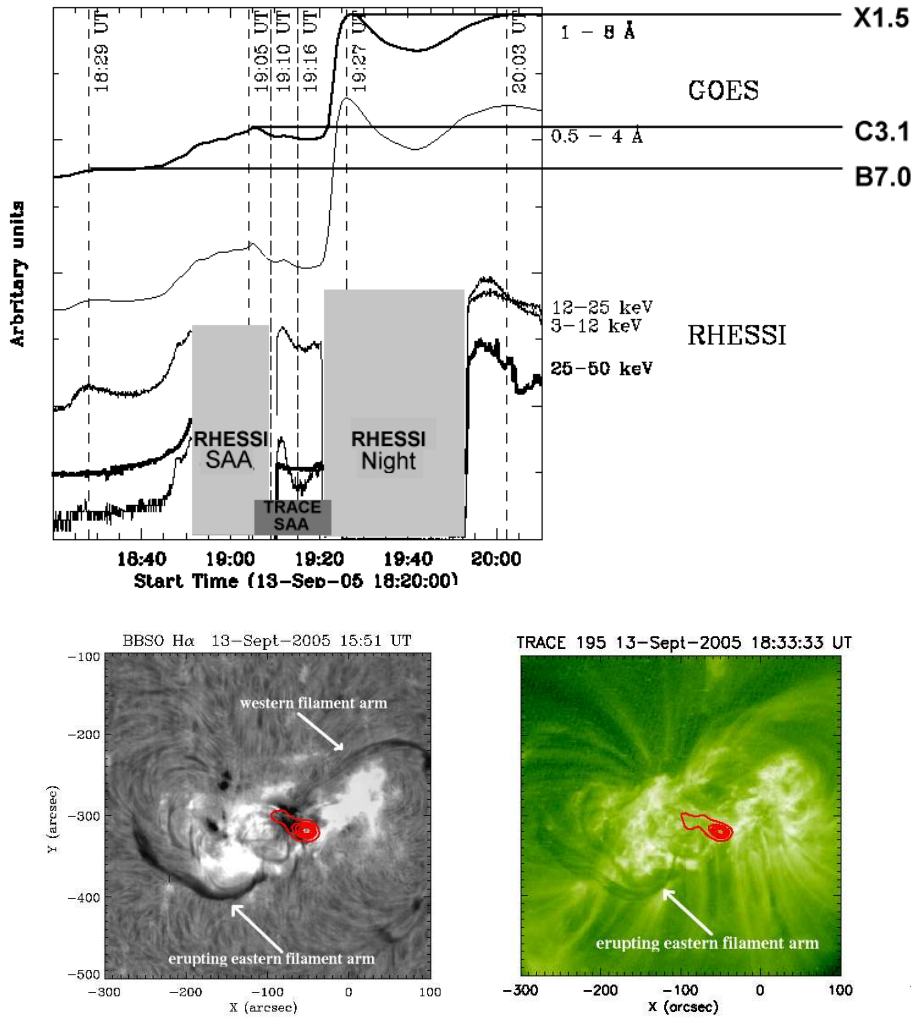 18:29 UT
19:05 UT
19:10 UT
19:16 UT
19:27 UT
20:03 UT
1 - 8 Å
X1.5
GOES
0.5 - 4 Å
C3.1
B7.0
Arbritary units
12-25 keV
3-12 keV
RHESSI
25-50 keV
RHESSI
SAA
RHESSI
Night
TRACE
SAA
18:40 19:00 19:20 19:40 20:00
Start Time (13-Sep-05 18:20:00)
BBSO Hα 13-Sept-2005 15:51 UT
-100
-200
-300
-400
-500
Y (arcsec)
western filament arm
erupting eastern filament arm
-300 -200 -100 0 100
X (arcsec)
TRACE 195 13-Sept-2005 18:33:33 UT
erupting eastern filament arm
-300 -200 -100 0 100
X (arcsec)